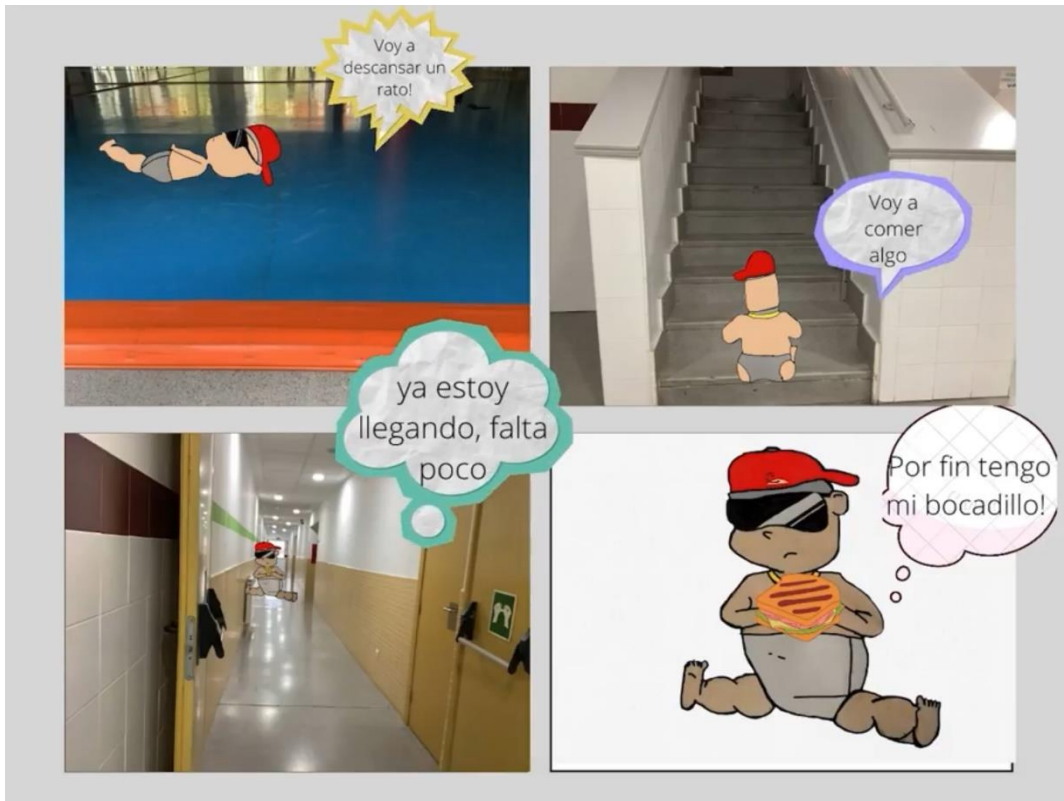 Voy a
descansar un
rato!
Voy a
comer
algo
ya estoy
llegando, falta
poco
Por fin tengo
mi bocadillo!